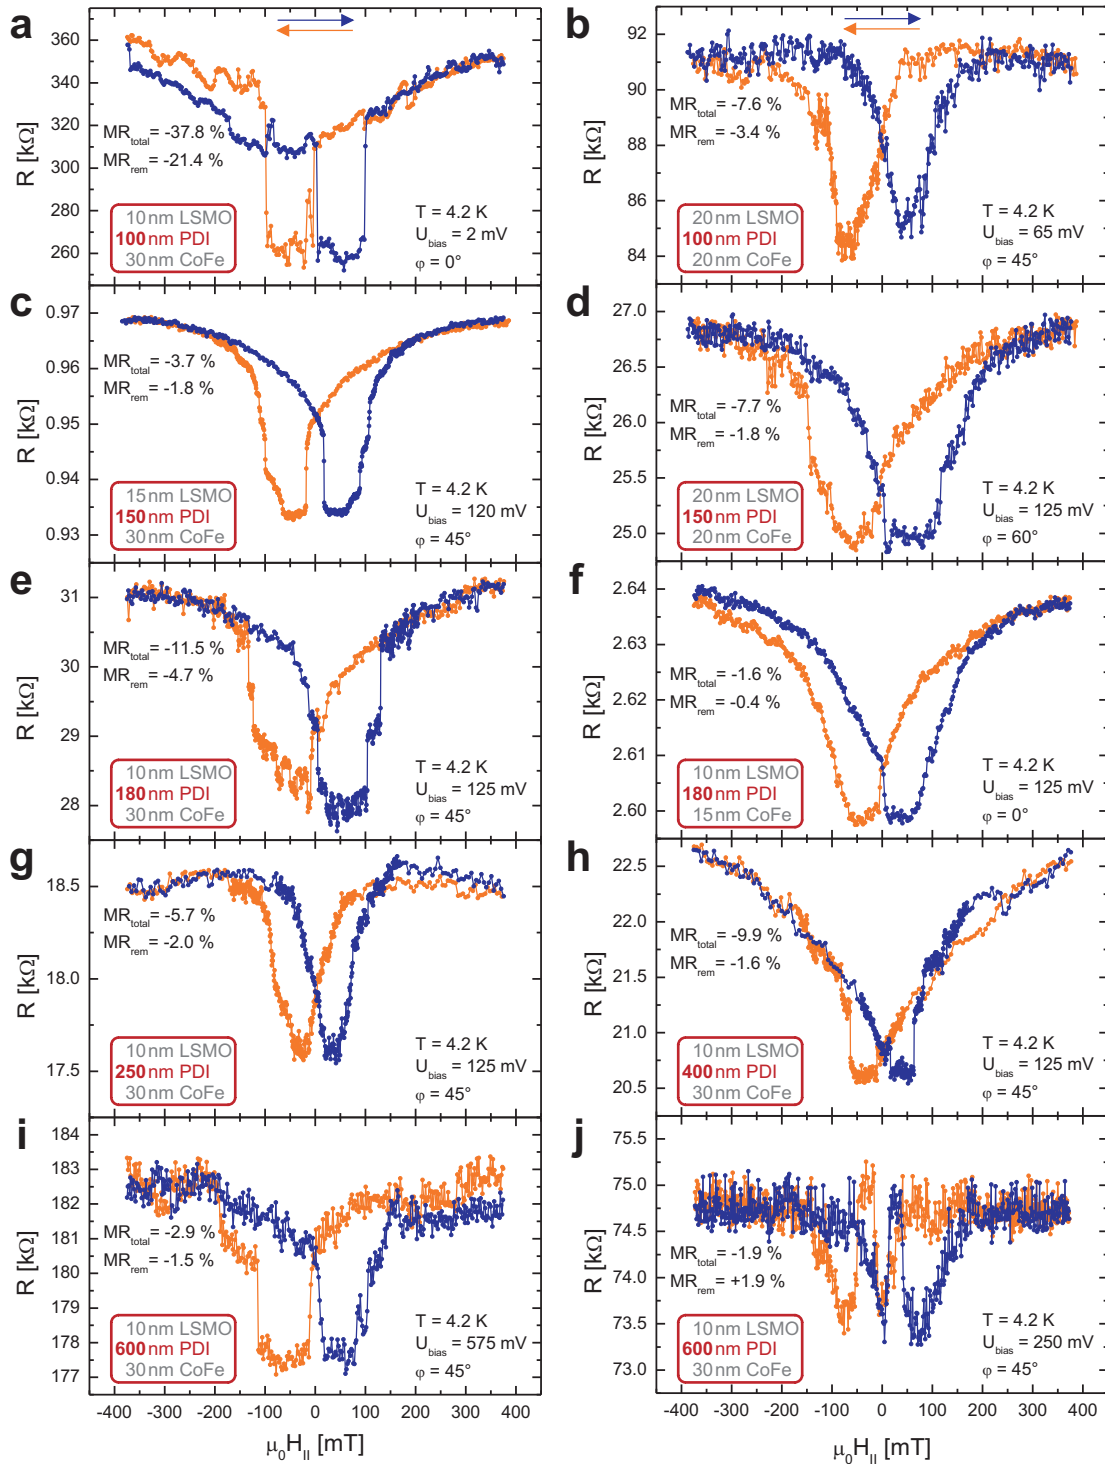 a
R [kΩ]
360
340
320
300
280
260
MR_total = -37.8 %
MR_rem = -21.4 %
10 nm LSMO
100 nm PDI
30 nm CoFe
T = 4.2 K
U_bias = 2 mV
φ = 0°
b
R [kΩ]
92
90
88
86
84
MR_total = -7.6 %
MR_rem = -3.4 %
20 nm LSMO
100 nm PDI
20 nm CoFe
T = 4.2 K
U_bias = 65 mV
φ = 45°
c
R [kΩ]
0.97
0.96
0.95
0.94
0.93
MR_total = -3.7 %
MR_rem = -1.8 %
15 nm LSMO
150 nm PDI
30 nm CoFe
T = 4.2 K
U_bias = 120 mV
φ = 45°
d
R [kΩ]
27.0
26.5
26.0
25.5
25.0
MR_total = -7.7 %
MR_rem = -1.8 %
20 nm LSMO
150 nm PDI
20 nm CoFe
T = 4.2 K
U_bias = 125 mV
φ = 60°
e
R [kΩ]
31
30
29
28
MR_total = -11.5 %
MR_rem = -4.7 %
10 nm LSMO
180 nm PDI
30 nm CoFe
T = 4.2 K
U_bias = 125 mV
φ = 45°
f
R [kΩ]
2.64
2.63
2.62
2.61
2.60
MR_total = -1.6 %
MR_rem = -0.4 %
10 nm LSMO
180 nm PDI
15 nm CoFe
T = 4.2 K
U_bias = 125 mV
φ = 0°
g
R [kΩ]
18.5
18.0
17.5
MR_total = -5.7 %
MR_rem = -2.0 %
10 nm LSMO
250 nm PDI
30 nm CoFe
T = 4.2 K
U_bias = 125 mV
φ = 45°
h
R [kΩ]
22.5
22.0
21.5
21.0
20.5
MR_total = -9.9 %
MR_rem = -1.6 %
10 nm LSMO
400 nm PDI
30 nm CoFe
T = 4.2 K
U_bias = 125 mV
φ = 45°
i
R [kΩ]
184
183
182
181
180
179
178
177
MR_total = -2.9 %
MR_rem = -1.5 %
10 nm LSMO
600 nm PDI
30 nm CoFe
T = 4.2 K
U_bias = 575 mV
φ = 45°
-400 -300 -200 -100 0 100 200 300 400
μ₀H_II [mT]
j
R [kΩ]
75.5
75.0
74.5
74.0
73.5
73.0
MR_total = -1.9 %
MR_rem = +1.9 %
10 nm LSMO
600 nm PDI
30 nm CoFe
T = 4.2 K
U_bias = 250 mV
φ = 45°
-400 -300 -200 -100 0 100 200 300 400
μ₀H_II [mT]